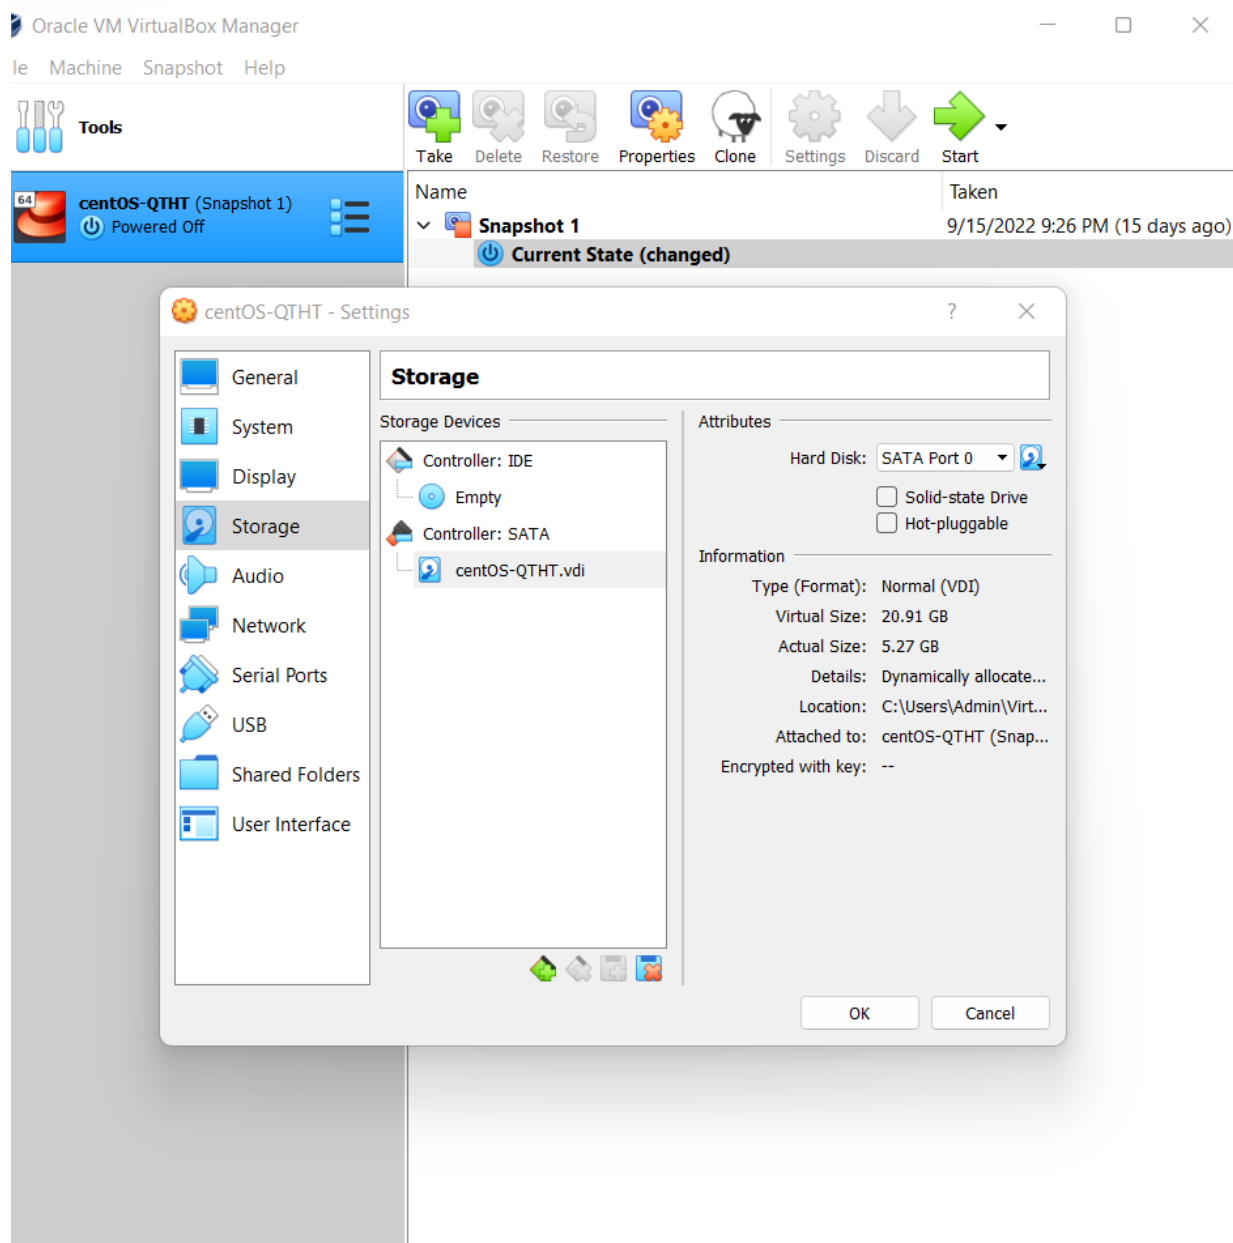 Oracle VM VirtualBox Manager
le Machine Snapshot Help
Tools
Take Delete Restore Properties Clone Settings Discard Start
64
centOS-QTHT (Snapshot 1)
Powered Off
Name Taken
Snapshot 1 9/15/2022 9:26 PM (15 days ago)
Current State (changed)
centOS-QTHT - Settings
?
General
System
Display
Storage
Audio
Network
Serial Ports
USB
Shared Folders
User Interface
Storage
Storage Devices
Controller: IDE
Empty
Controller: SATA
centOS-QTHT.vdi
Attributes
Hard Disk: SATA Port 0
Solid-state Drive
Hot-pluggable
Information
Type (Format): Normal (VDI)
Virtual Size: 20.91 GB
Actual Size: 5.27 GB
Details: Dynamically allocate...
Location: C:\Users\Admin\Virt...
Attached to: centOS-QTHT (Snap...
Encrypted with key: --
OK Cancel